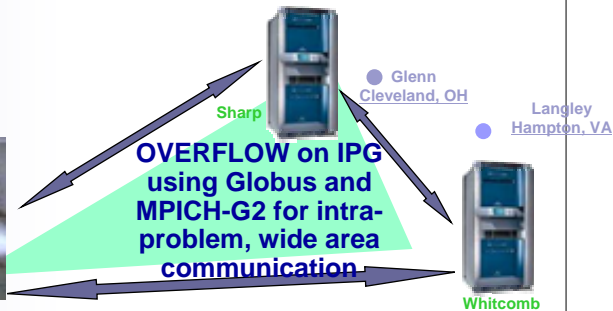 Glenn
Cleveland, OH
Sharp
Langley
Hampton, VA
OVERFLOW on IPG
using Globus and
MPICH-G2 for intra-
problem, wide area
communication
Whitcomb